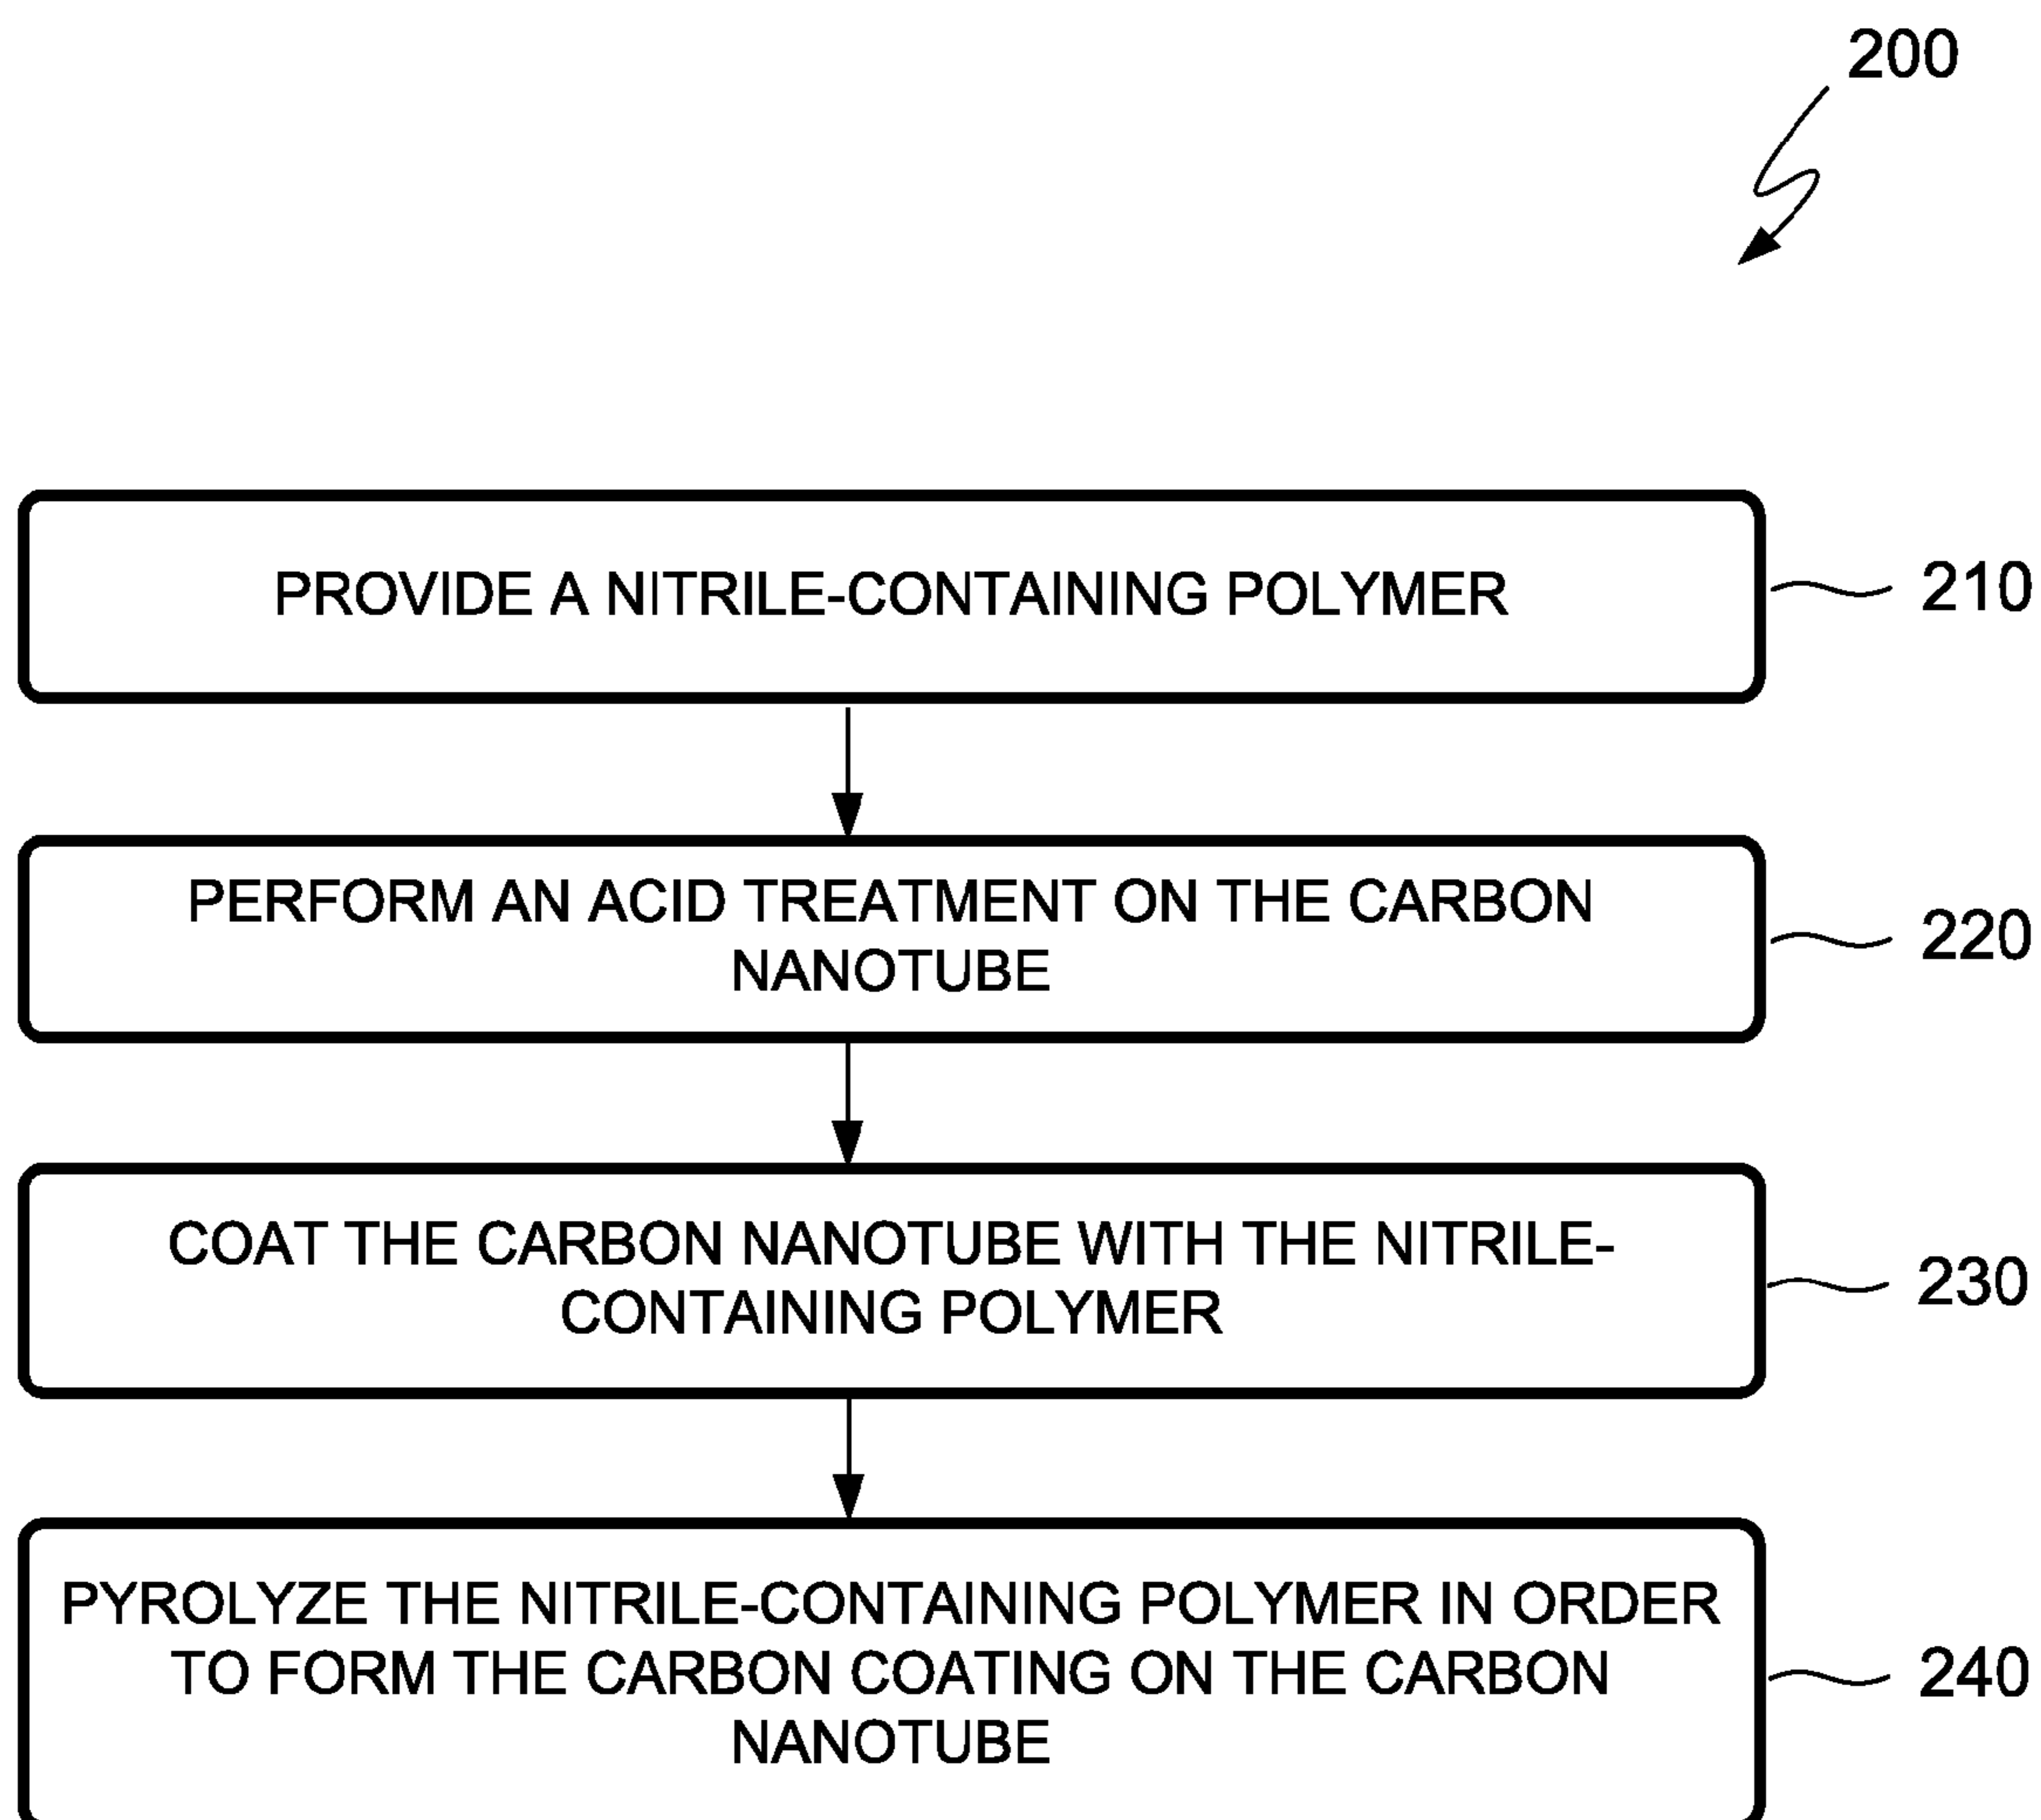 200
PROVIDE A NITRILE-CONTAINING POLYMER
210
PERFORM AN ACID TREATMENT ON THE CARBON
NANOTUBE
220
COAT THE CARBON NANOTUBE WITH THE NITRILE-
CONTAINING POLYMER
230
PYROLYZE THE NITRILE-CONTAINING POLYMER IN ORDER
TO FORM THE CARBON COATING ON THE CARBON
NANOTUBE
240